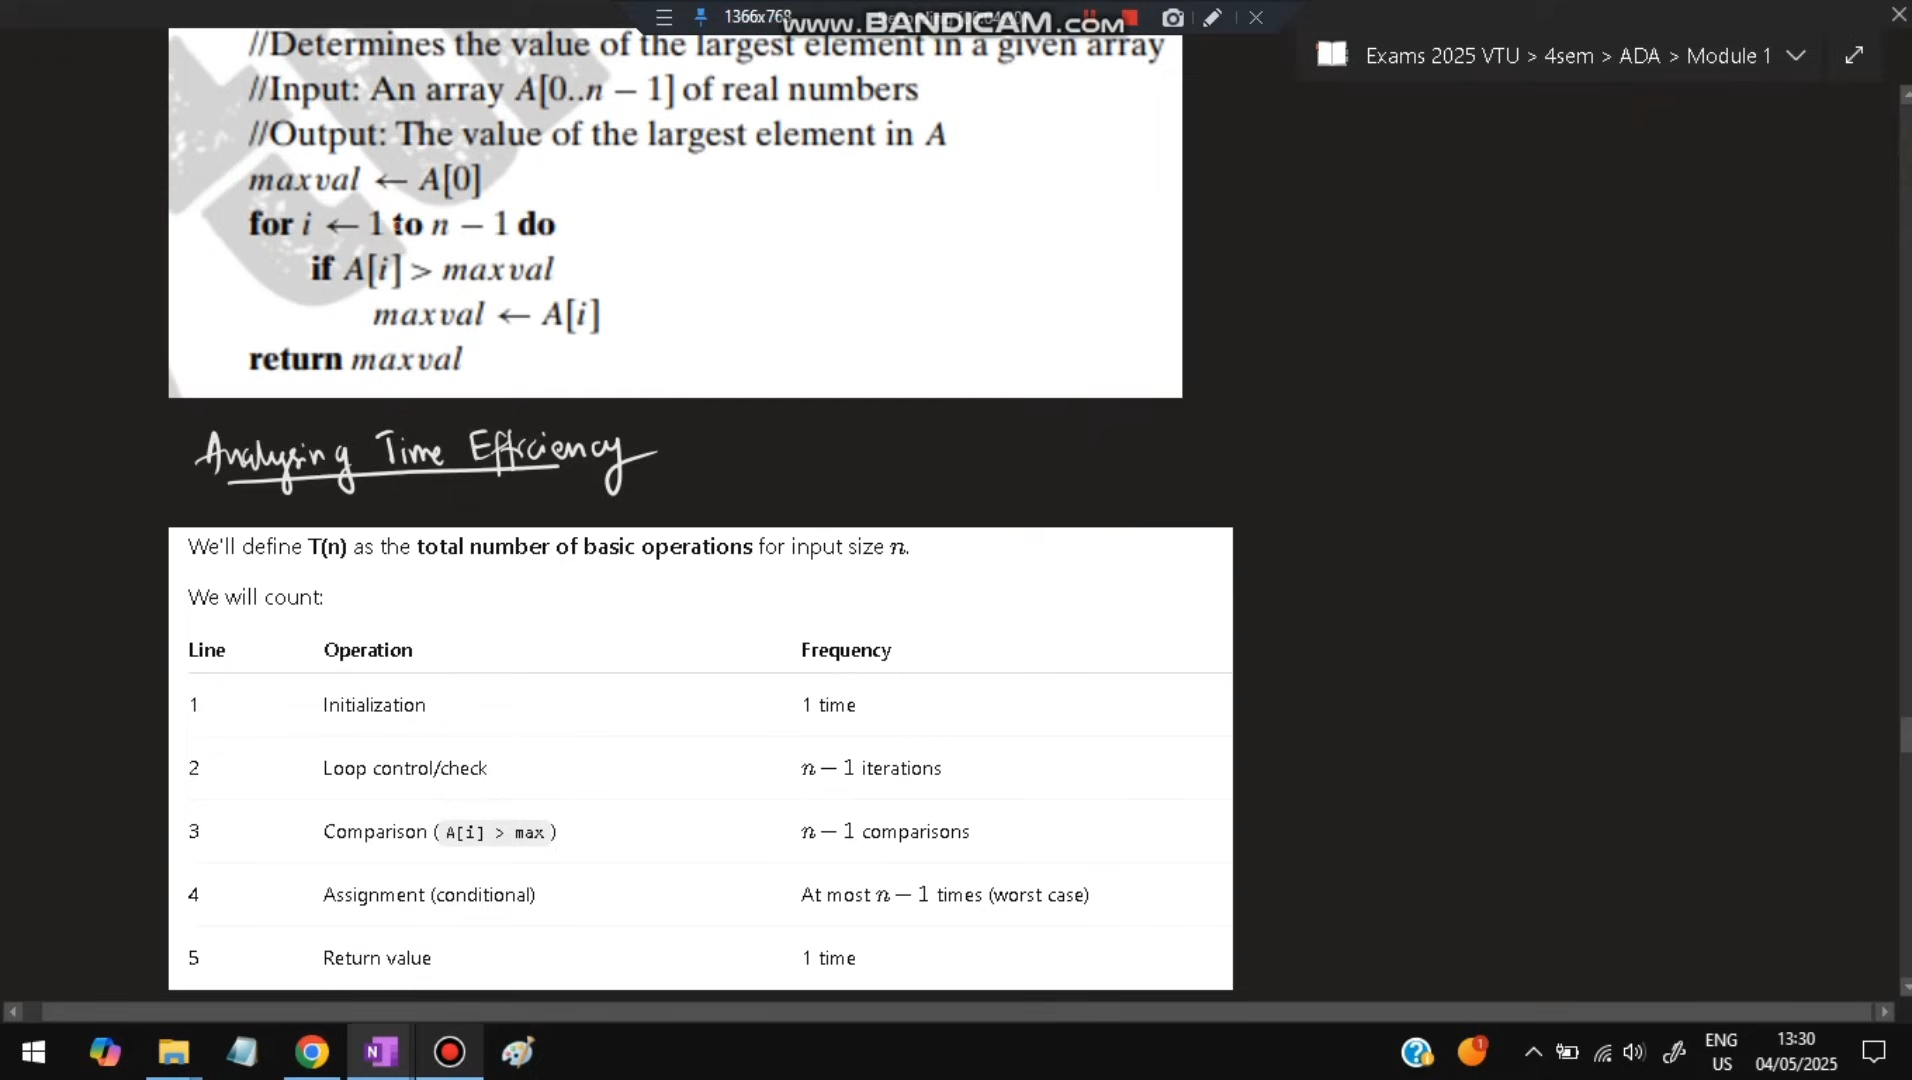 1366x768
www.BANDICAM.com
Exams 2025 VTU > 4sem > ADA > Module 1
//Determines the value of the largest element in a given array
//Input: An array A[0..n − 1] of real numbers
//Output: The value of the largest element in A
maxval ← A[0]
for i ← 1 to n − 1 do
if A[i] > maxval
maxval ← A[i]
return maxval
Analysing Time Efficiency
We'll define T(n) as the total number of basic operations for input size n.
We will count:
Line Operation Frequency
1 Initialization 1 time
2 Loop control/check n − 1 iterations
3 Comparison ( A[i] > max ) n − 1 comparisons
4 Assignment (conditional) At most n − 1 times (worst case)
5 Return value 1 time
ENG
US
13:30
04/05/2025